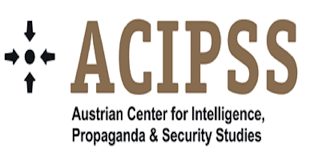 ACIPSS
Austrian Center for Intelligence,
Propaganda & Security Studies